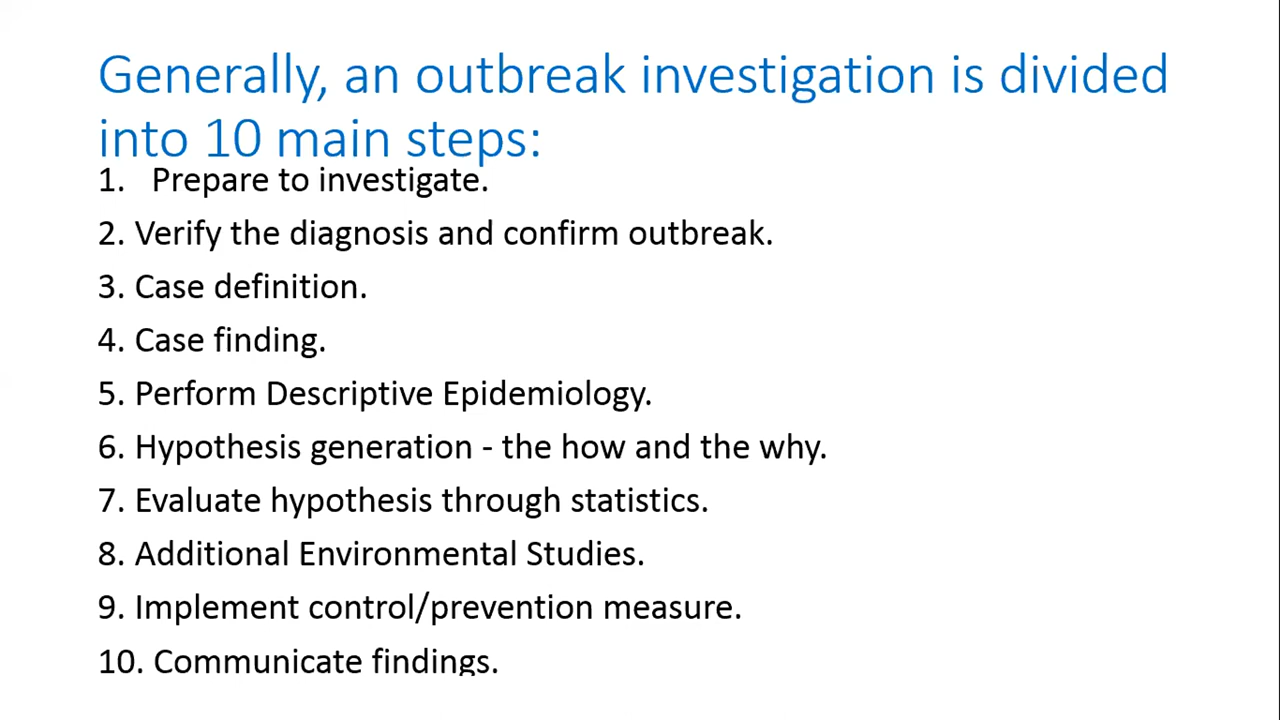 Generally, an outbreak investigation is divided
into 10 main steps:
1. Prepare to investigate.
2. Verify the diagnosis and confirm outbreak.
3. Case definition.
4. Case finding.
5. Perform Descriptive Epidemiology.
6. Hypothesis generation - the how and the why.
7. Evaluate hypothesis through statistics.
8. Additional Environmental Studies.
9. Implement control/prevention measure.
10. Communicate findings.